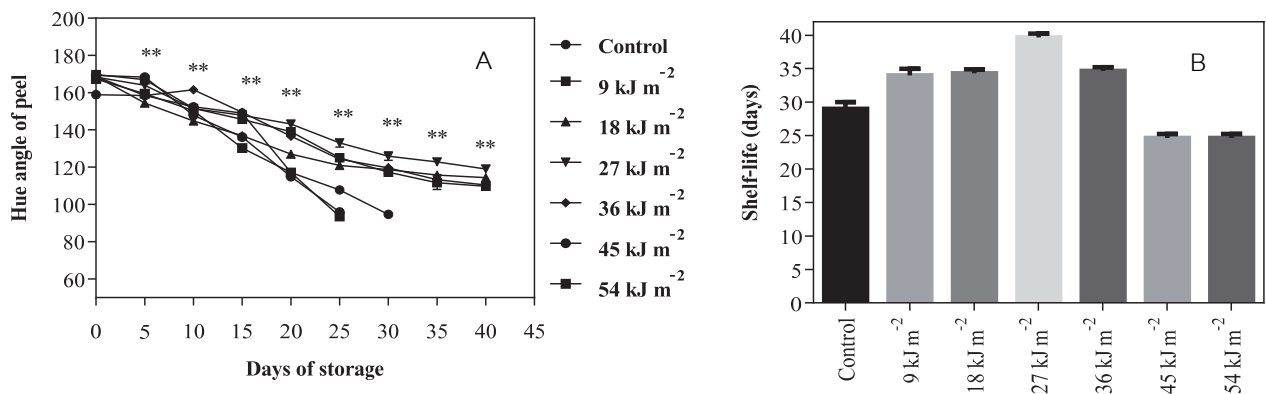 200
180
160
140
120
100
80
60
Hue angle of peel
0 5 10 15 20 25 30 35 40 45
Days of storage
** ** ** ** ** ** ** **
A
Control
9 kJ m⁻²
18 kJ m⁻²
27 kJ m⁻²
36 kJ m⁻²
45 kJ m⁻²
54 kJ m⁻²
40
35
30
25
20
15
10
5
0
Shelf-life (days)
B
Control
9 kJ m⁻²
18 kJ m⁻²
27 kJ m⁻²
36 kJ m⁻²
45 kJ m⁻²
54 kJ m⁻²